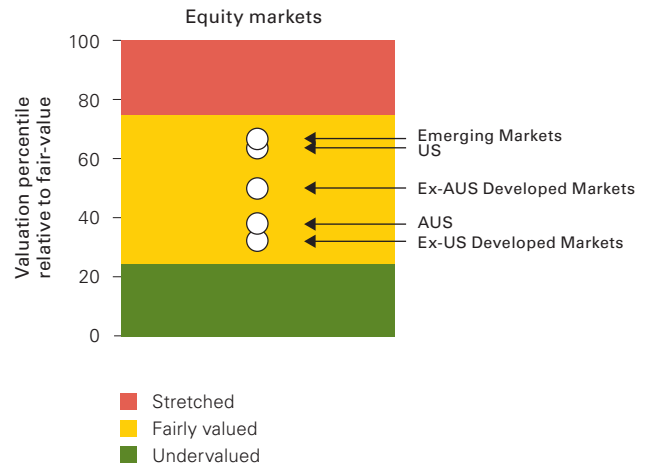 Equity markets
Valuation percentile
relative to fair-value
100
80
60
40
20
0
Emerging Markets
US
Ex-AUS Developed Markets
AUS
Ex-US Developed Markets
Stretched
Fairly valued
Undervalued